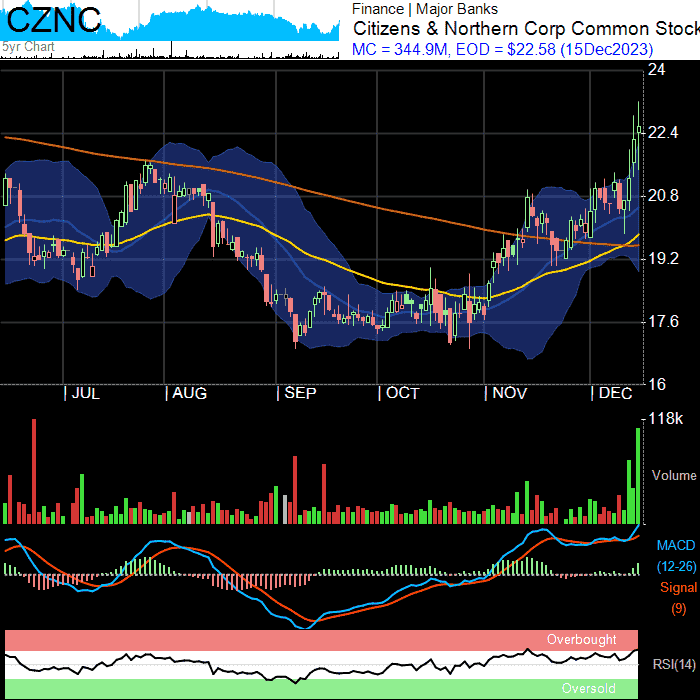 CZNC
5yr Chart
Finance | Major Banks
Citizens & Northern Corp Common Stock
MC = 344.9M, EOD = $22.58 (15Dec2023)
24
22.4
20.8
19.2
17.6
16
| JUL | AUG | SEP | OCT | NOV | DEC
118k
Volume
MACD
(12-26)
Signal
(9)
Overbought
RSI(14)
Oversold